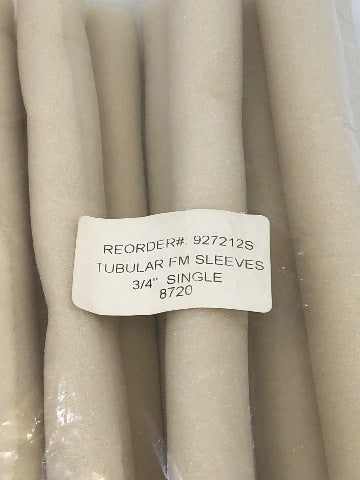 REORDER#: 927212S
TUBULAR FM SLEEVES
3/4" SINGLE
8720